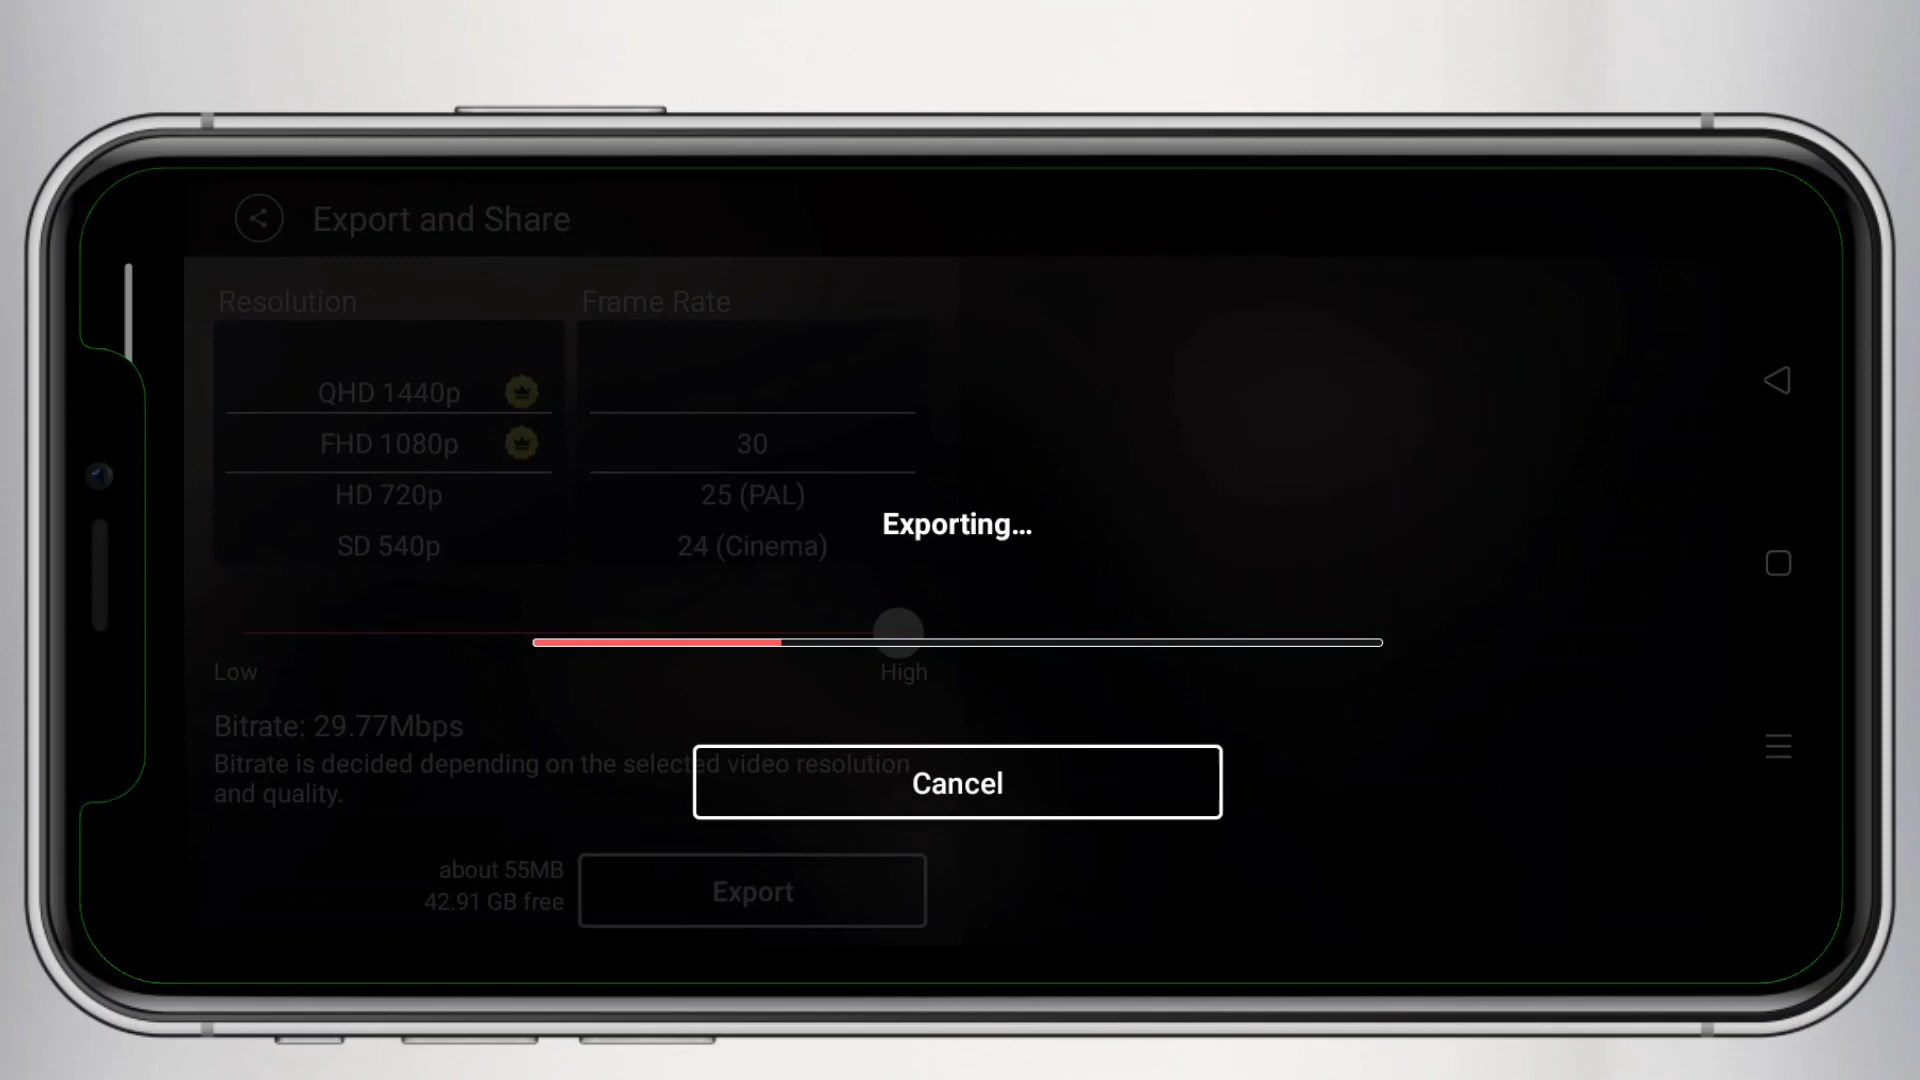 Export and Share
Resolution
Frame Rate
QHD 1440p
FHD 1080p
30
HD 720p
25 (PAL)
SD 540p
24 (Cinema)
Exporting...
Low
High
Bitrate: 29.77Mbps
Bitrate is decided depending on the selected video resolution
and quality.
Cancel
about 55MB
42.91 GB free
Export